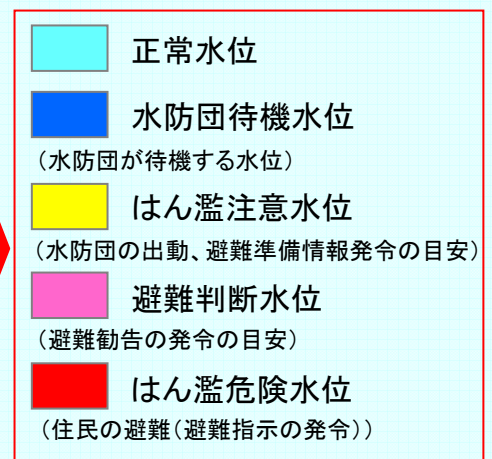 正常水位
水防団待機水位
（水防団が待機する水位）
はん濫注意水位
（水防団の出動、避難準備情報発令の目安）
避難判断水位
（避難勧告の発令の目安）
はん濫危険水位
（住民の避難（避難指示の発令））